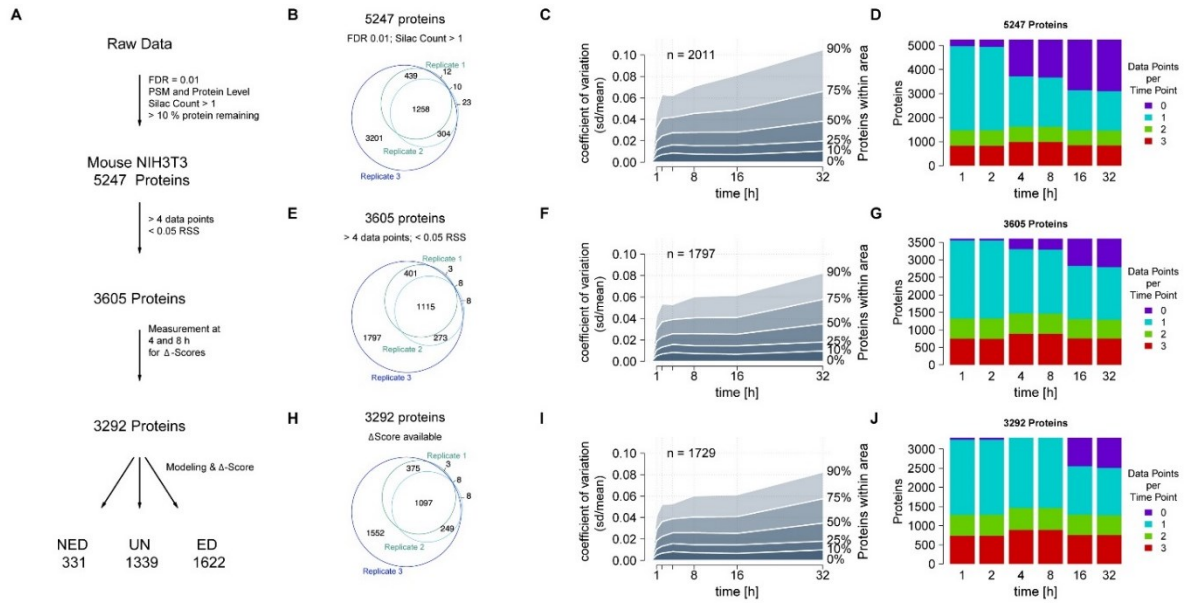 A
Raw Data
FDR = 0.01
PSM and Protein Level
Silac Count > 1
> 10 % protein remaining
Mouse NIH3T3
5247 Proteins
> 4 data points
< 0.05 RSS
3605 Proteins
Measurement at
4 and 8 h
for Δ-Scores
3292 Proteins
Modeling & Δ-Score
NED UN ED
331 1339 1622
B
5247 proteins
FDR 0.01; Silac Count > 1
Replicate 1
439
12
10
23
1258
3201
304
Replicate 2
Replicate 3
C
coefficient of variation
(sd/mean)
0.10
0.08
0.06
0.04
0.02
0.00
n = 2011
90%
75%
50%
25%
10%
0%
Proteins within area
1 8 16 32
time [h]
D
5247 Proteins
Proteins
5000
4000
3000
2000
1000
0
1 2 4 8 16 32
time [h]
Data Points
per
Time Point
0
1
2
3
E
3605 proteins
> 4 data points; < 0.05 RSS
Replicate 1
401
3
8
8
1115
1797
273
Replicate 2
Replicate 3
F
coefficient of variation
(sd/mean)
0.10
0.08
0.06
0.04
0.02
0.00
n = 1797
90%
75%
50%
25%
10%
0%
Proteins within area
1 8 16 32
time [h]
G
3605 Proteins
Proteins
3500
3000
2500
2000
1500
1000
500
0
1 2 4 8 16 32
time [h]
Data Points
per
Time Point
0
1
2
3
H
3292 proteins
ΔScore available
Replicate 1
375
3
8
8
1097
1552
249
Replicate 2
Replicate 3
I
coefficient of variation
(sd/mean)
0.10
0.08
0.06
0.04
0.02
0.00
n = 1729
90%
75%
50%
25%
10%
0%
Proteins within area
1 8 16 32
time [h]
J
3292 Proteins
Proteins
3000
2500
2000
1500
1000
500
0
1 2 4 8 16 32
time [h]
Data Points
per
Time Point
0
1
2
3